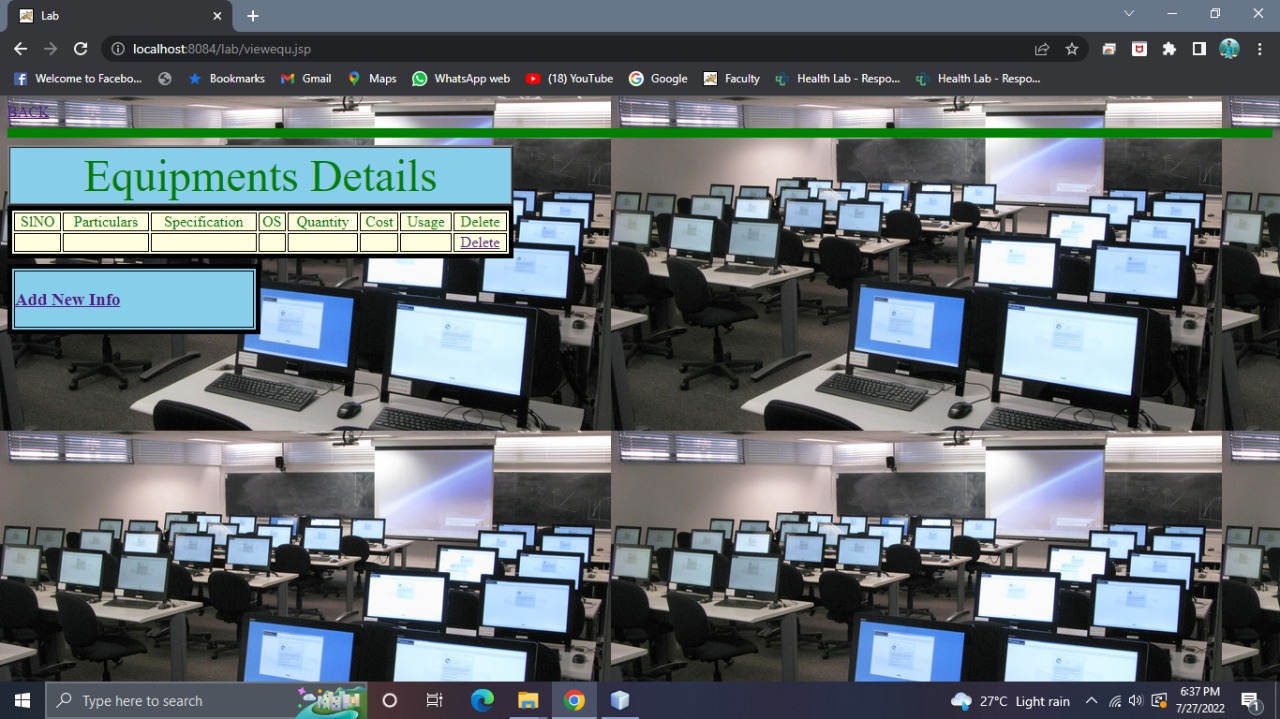 Lab
localhost:8084/lab/viewequ.jsp
Welcome to Facebo... Bookmarks Gmail Maps WhatsApp web (18) YouTube Google Faculty Health Lab - Respo... Health Lab - Respo...
BACK
Equipments Details
SINO Particulars Specification OS Quantity Cost Usage Delete
Delete
Add New Info
Type here to search
27°C Light rain
6:37 PM
7/27/2022
1